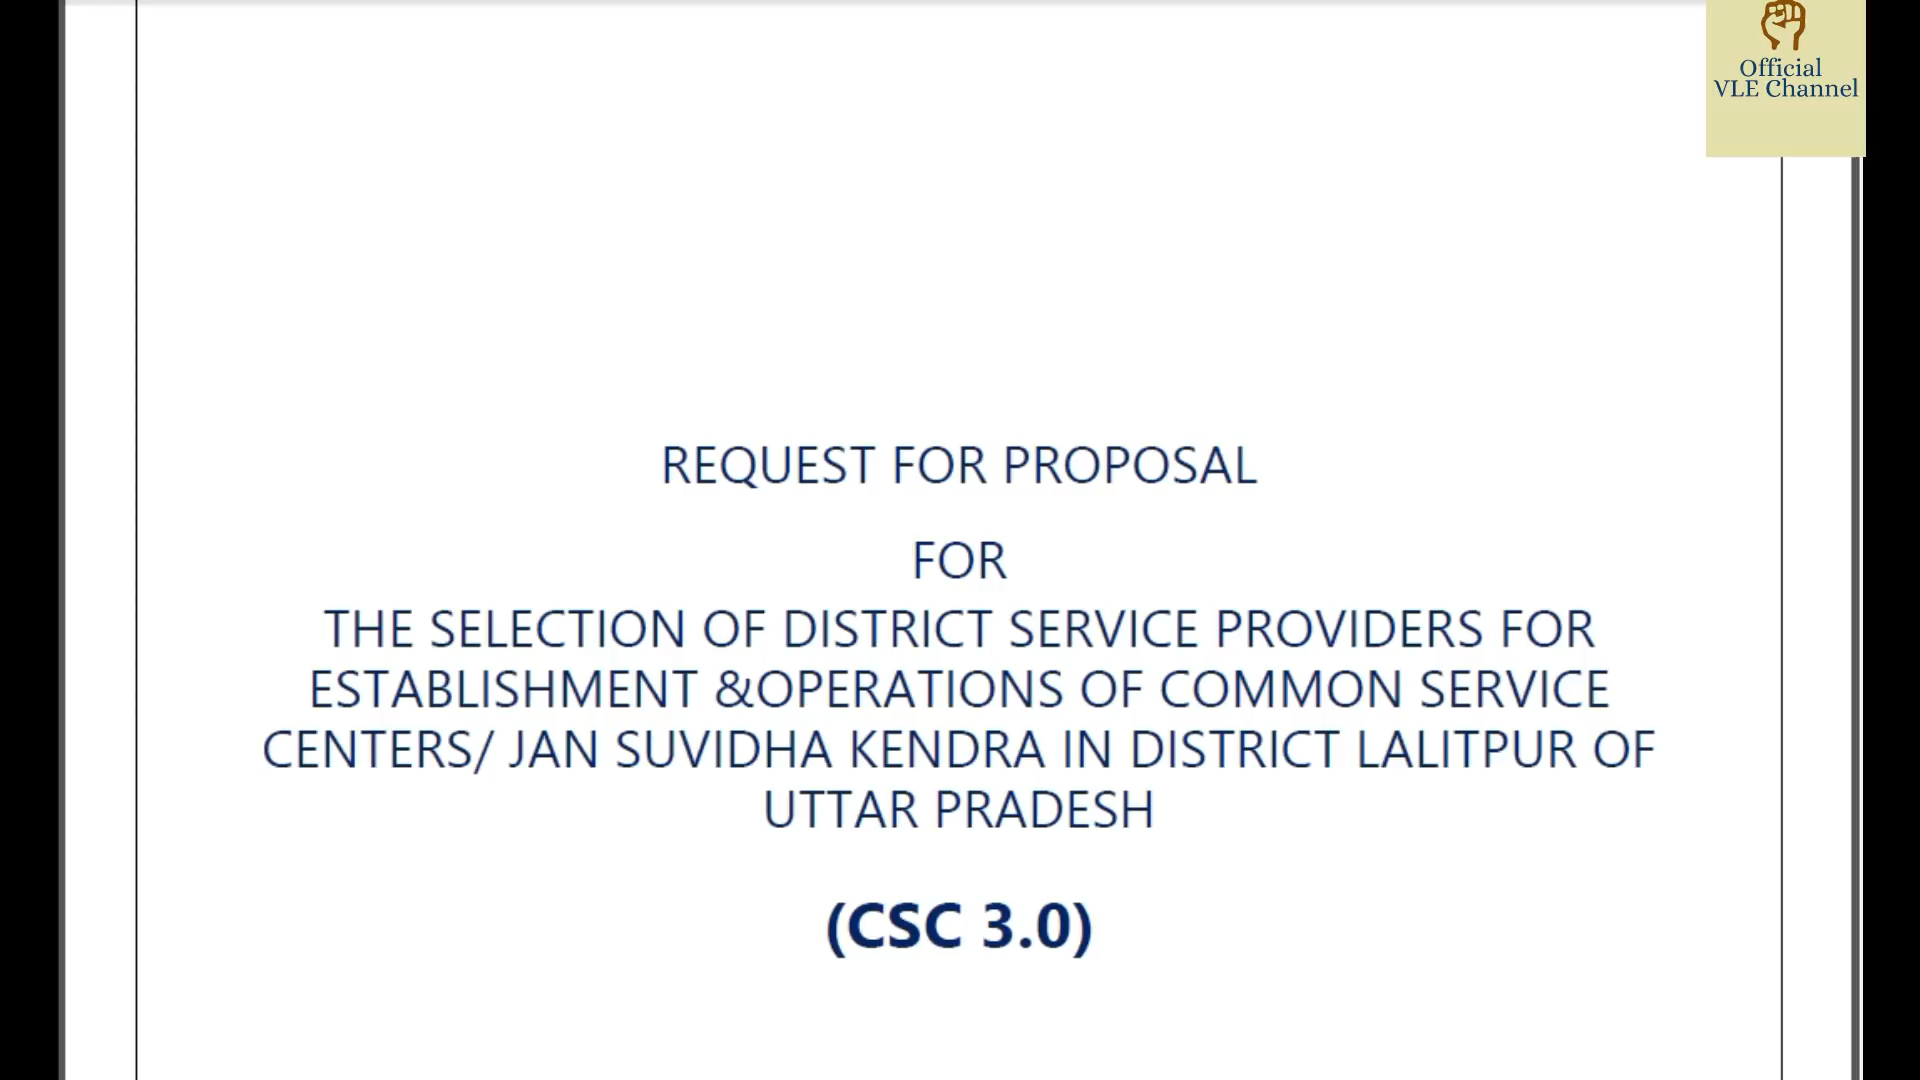 Official
VLE Channel
REQUEST FOR PROPOSAL
FOR
THE SELECTION OF DISTRICT SERVICE PROVIDERS FOR
ESTABLISHMENT &OPERATIONS OF COMMON SERVICE
CENTERS/ JAN SUVIDHA KENDRA IN DISTRICT LALITPUR OF
UTTAR PRADESH
(CSC 3.0)